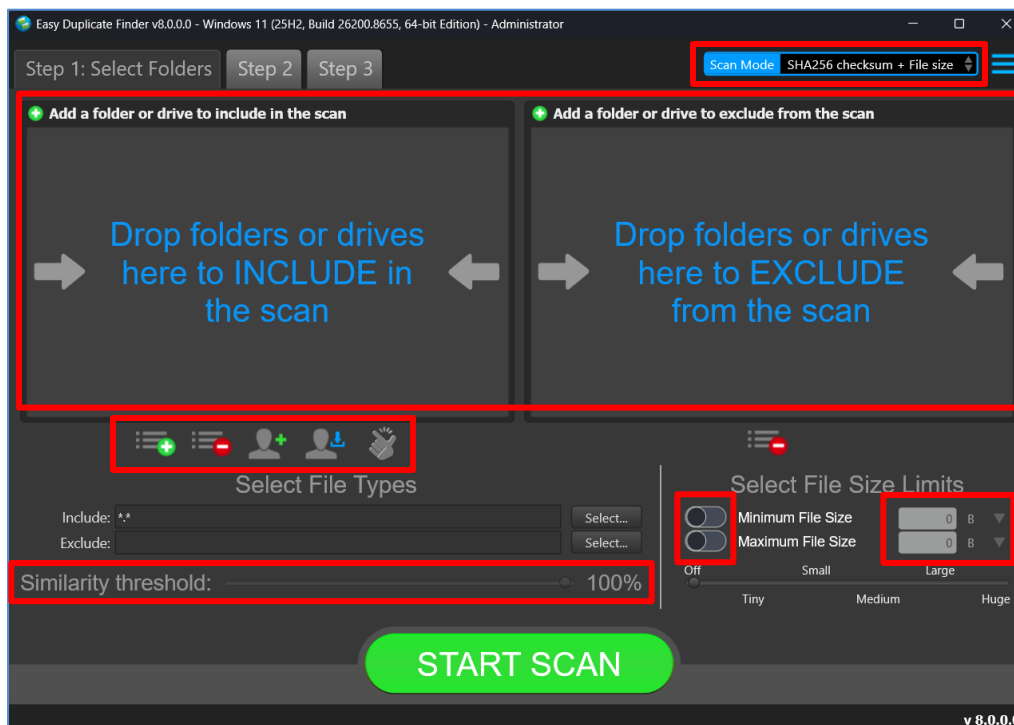 Easy Duplicate Finder v8.0.0.0 - Windows 11 (25H2, Build 26200.8655, 64-bit Edition) - Administrator
Step 1: Select Folders
Step 2
Step 3
Scan Mode
SHA256 checksum + File size
Add a folder or drive to include in the scan
Add a folder or drive to exclude from the scan
Drop folders or drives
here to INCLUDE in
the scan
Drop folders or drives
here to EXCLUDE
from the scan
Select File Types
Include:
*.*
Select...
Exclude:
Select...
Similarity threshold:
100%
Select File Size Limits
Minimum File Size
0
B
Maximum File Size
0
B
Off
Small
Large
Tiny
Medium
Huge
START SCAN
v 8.0.0.0